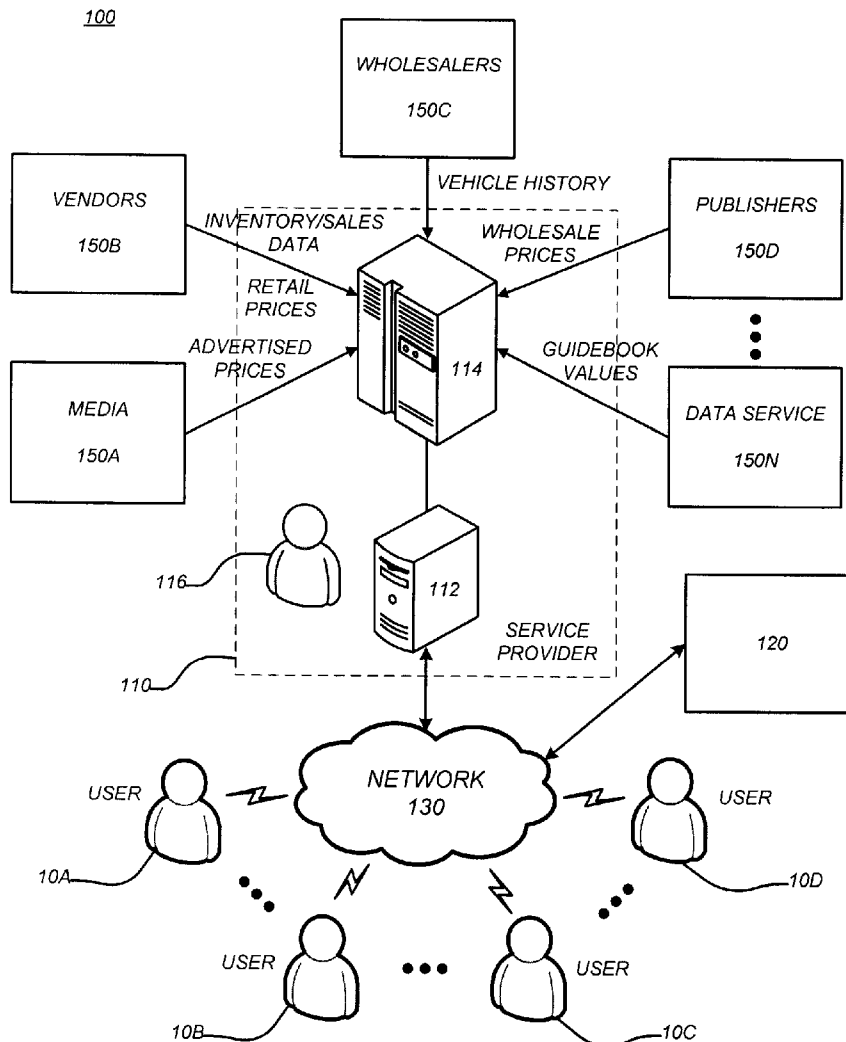 100
WHOLESALERS
150C
VENDORS
150B
VEHICLE HISTORY
PUBLISHERS
150D
INVENTORY/SALES
DATA
WHOLESALE
PRICES
RETAIL
PRICES
ADVERTISED
PRICES
114
GUIDEBOOK
VALUES
MEDIA
150A
DATA SERVICE
150N
116
112
SERVICE
PROVIDER
110
120
NETWORK
130
USER
USER
10A
10D
USER
USER
10B
10C